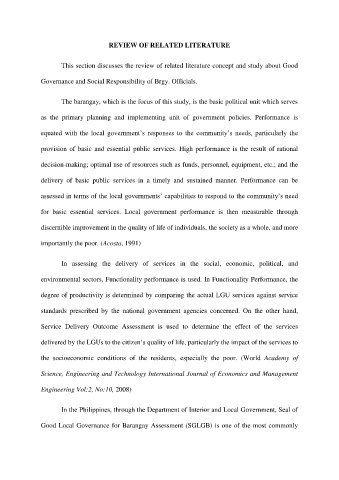 REVIEW OF RELATED LITERATURE
This section discusses the review of related literature concept and study about Good
Governance and Social Responsibility of Brgy. Officials.
The barangay, which is the focus of this study, is the basic political unit which serves
as the primary planning and implementing unit of government policies. Performance is
equated with the local government's responses to the community's needs, particularly the
provision of basic and essential public services. High performance is the result of rational
decision-making; optimal use of resources such as funds, personnel, equipment, etc.; and the
delivery of basic public services in a timely and sustained manner. Performance can be
assessed in terms of the local governments' capabilities to respond to the community's need
for basic essential services. Local government performance is then measurable through
discernible improvement in the quality of life of individuals, the society as a whole, and more
importantly the poor. (Acosta, 1991)
In assessing the delivery of services in the social, economic, political, and
environmental sectors, Functionality performance is used. In Functionality Performance, the
degree of productivity is determined by comparing the actual LGU services against service
standards prescribed by the national government agencies concerned. On the other hand,
Service Delivery Outcome Assessment is used to determine the effect of the services
delivered by the LGUs to the citizen's quality of life, particularly the impact of the services to
the socioeconomic conditions of the residents, especially the poor. (World Academy of
Science, Engineering and Technology International Journal of Economics and Management
Engineering Vol:2, No:10, 2008)
In the Philippines, through the Department of Interior and Local Government, Seal of
Good Local Governance for Barangay Assessment (SGLGB) is one of the most commonly